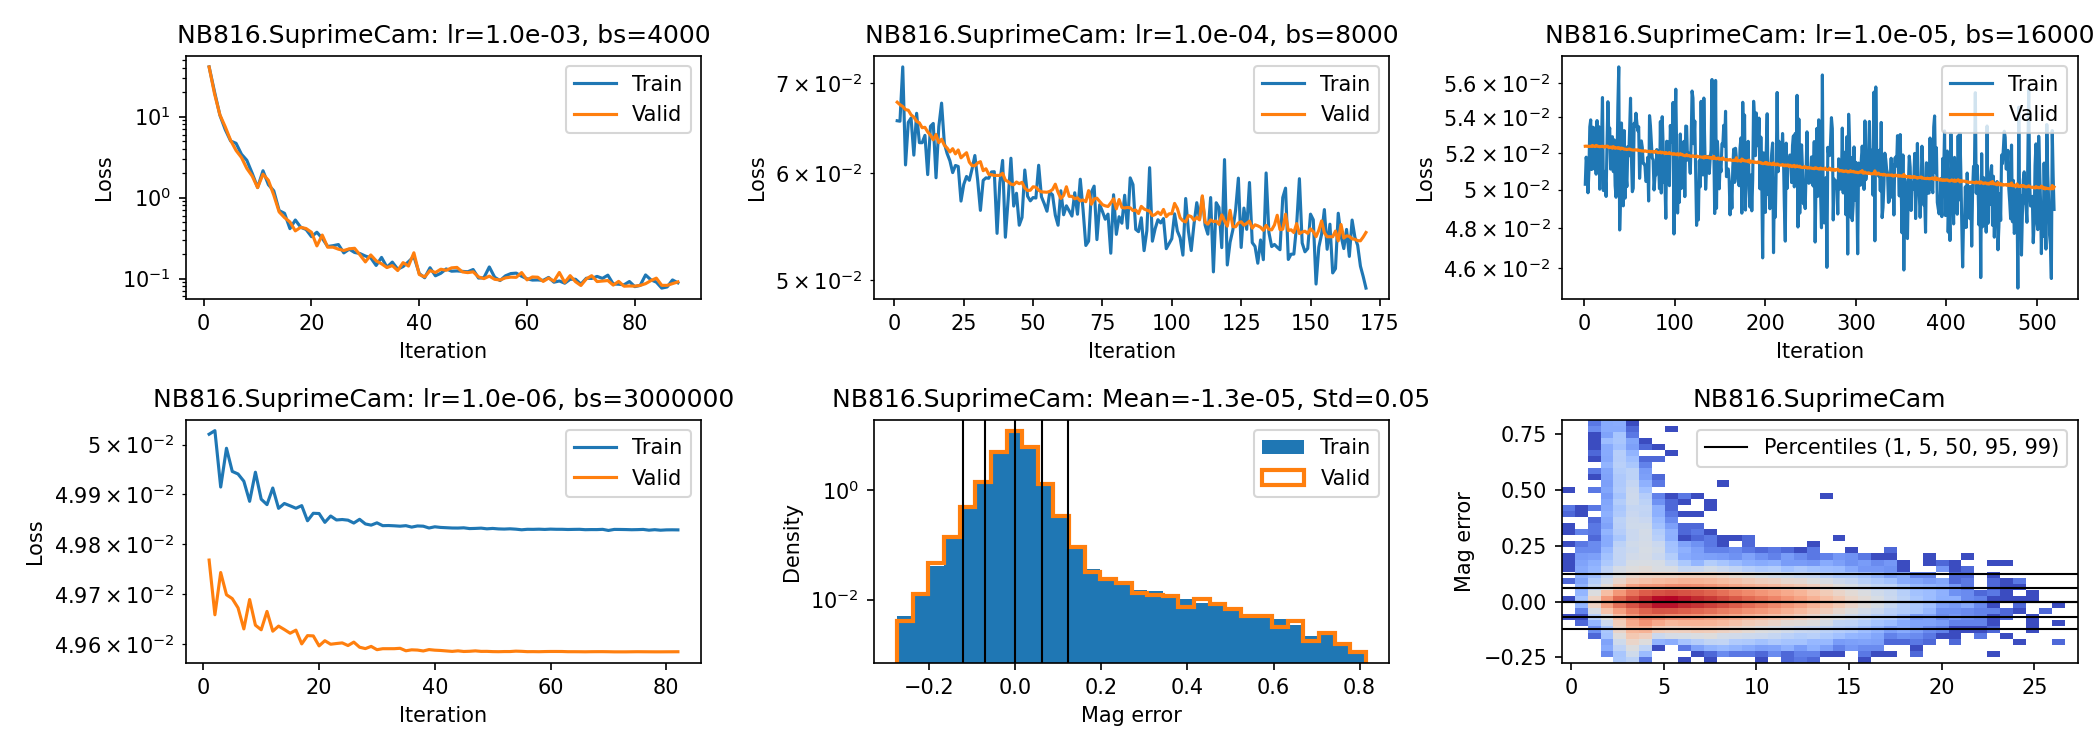 NB816.SuprimeCam: lr=1.0e-03, bs=4000
10¹
10⁰
10⁻¹
Loss
Train
Valid
0 20 40 60 80
Iteration
NB816.SuprimeCam: lr=1.0e-04, bs=8000
7 × 10⁻²
6 × 10⁻²
5 × 10⁻²
Loss
Train
Valid
0 25 50 75 100 125 150 175
Iteration
NB816.SuprimeCam: lr=1.0e-05, bs=16000
5.6 × 10⁻²
5.4 × 10⁻²
5.2 × 10⁻²
5 × 10⁻²
4.8 × 10⁻²
4.6 × 10⁻²
Loss
Train
Valid
0 100 200 300 400 500
Iteration
NB816.SuprimeCam: lr=1.0e-06, bs=3000000
5 × 10⁻²
4.99 × 10⁻²
4.98 × 10⁻²
4.97 × 10⁻²
4.96 × 10⁻²
Loss
Train
Valid
0 20 40 60 80
Iteration
NB816.SuprimeCam: Mean=-1.3e-05, Std=0.05
10⁰
10⁻²
Density
Train
Valid
−0.2 0.0 0.2 0.4 0.6 0.8
Mag error
NB816.SuprimeCam
0.75
0.50
0.25
0.00
−0.25
Mag error
Percentiles (1, 5, 50, 95, 99)
0 5 10 15 20 25